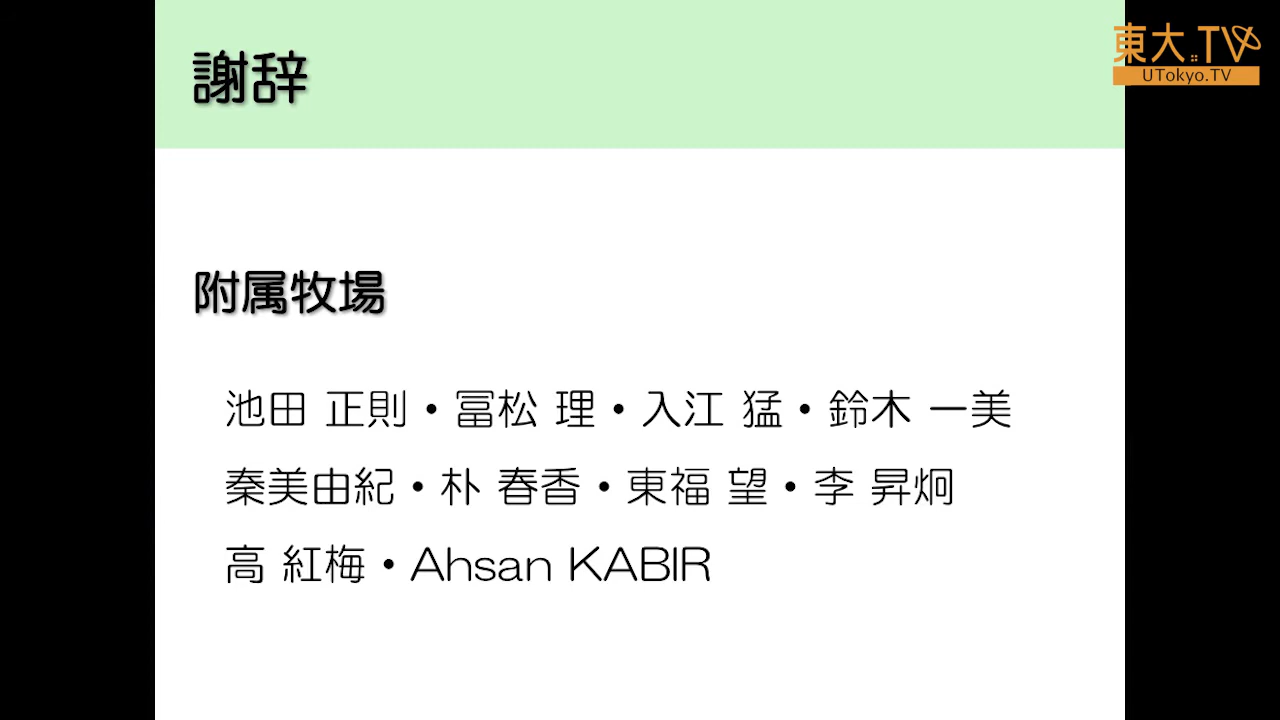 謝辞
東大.TV
UTokyo.TV
附属牧場
池田 正則・冨松 理・入江 猛・鈴木 一美
秦美由紀・朴 春香・東福 望・李 昇炯
高 紅梅・Ahsan KABIR